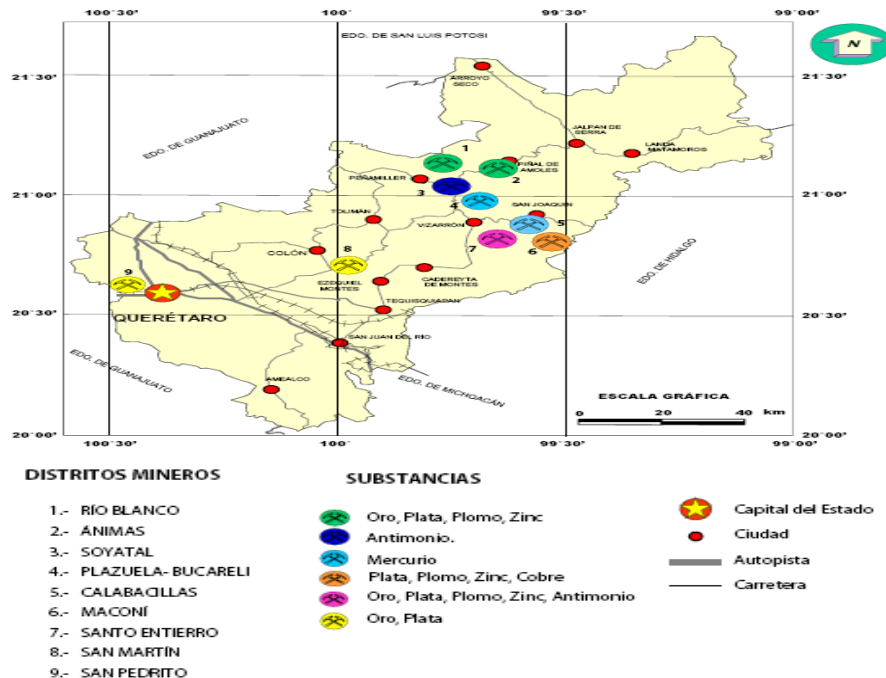 EDO. DE SAN LUIS POTOSI
100°30'
100°
99°30'
99°00'
N
21°30'
21°30'
ARROYO
SECO
EDO. DE GUANAJUATO
JALPAN DE
SERRA
LANDA
MATAMOROS
1
PIÑAL DE
AMOLES
2
PEÑAMILLER
3
21°00'
21°00'
4
SAN JOAQUIN
TOLIMÁN
VIZARRÓN
5
COLÓN
8
7
6
EDO. DE HIDALGO
9
EZEQUIEL
MONTES
CADEREYTA
DE MONTES
TEQUISQUIAPAN
20°30'
20°30'
QUERÉTARO
SAN JUAN DEL RÍO
EDO. DE GUANAJUATO
EDO. DE MICHOACÁN
AMEALCO
ESCALA GRÁFICA
0 20 40 km
20°00'
20°00'
100°30'
100°
99°30'
99°00'
DISTRITOS MINEROS
1.- RÍO BLANCO
2.- ÁNIMAS
3.- SOYATAL
4.- PLAZUELA- BUCARELI
5.- CALABACILLAS
6.- MACONÍ
7.- SANTO ENTIERRO
8.- SAN MARTÍN
9.- SAN PEDRITO
SUBSTANCIAS
Oro, Plata, Plomo, Zinc
Antimonio.
Mercurio
Plata, Plomo, Zinc, Cobre
Oro, Plata, Plomo, Zinc, Antimonio
Oro, Plata
Capital del Estado
Ciudad
Autopista
Carretera